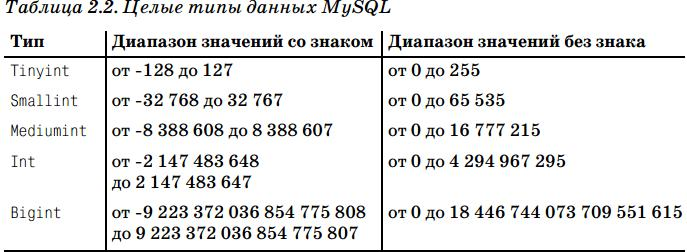 Таблица 2.2. Целые типы данных MySQL
Тип Диапазон значений со знаком Диапазон значений без знака
Tinyint от -128 до 127 от 0 до 255
Smallint от -32 768 до 32 767 от 0 до 65 535
Mediumint от -8 388 608 до 8 388 607 от 0 до 16 777 215
Int от -2 147 483 648 от 0 до 4 294 967 295
до 2 147 483 647
Bigint от -9 223 372 036 854 775 808 от 0 до 18 446 744 073 709 551 615
до 9 223 372 036 854 775 807